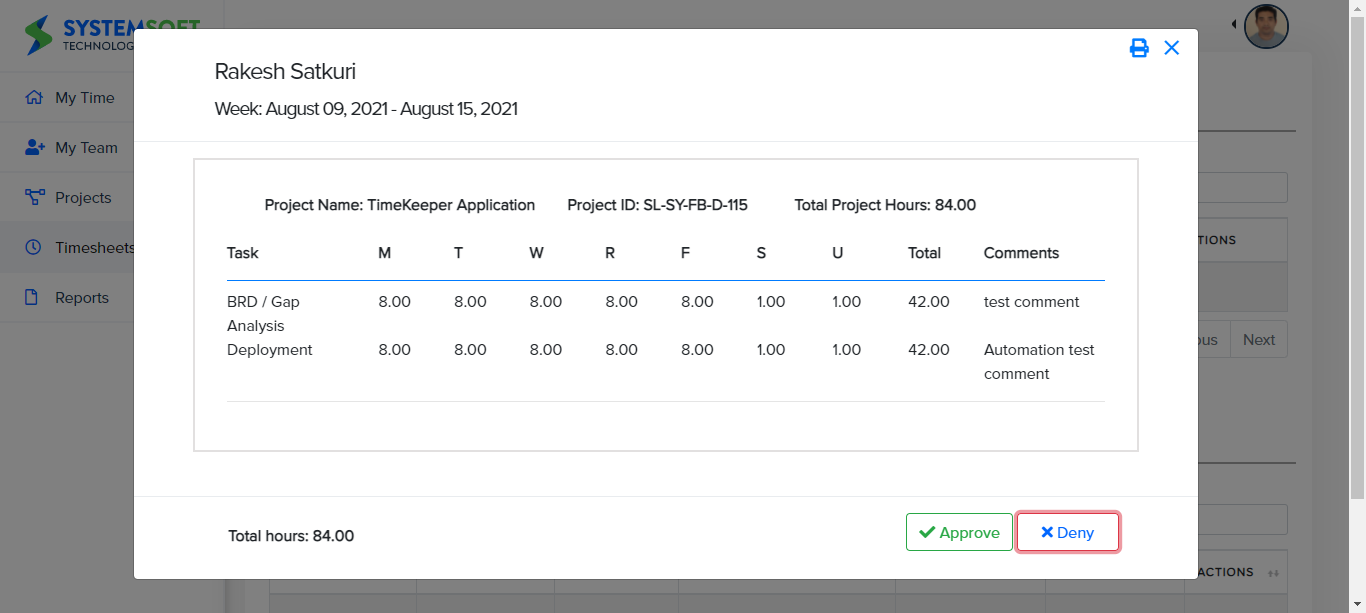 SYSTEMSOFT
TECHNOLOG
My Time
My Team
Projects
Timesheets
Reports
Rakesh Satkuri
Week: August 09, 2021 - August 15, 2021
Project Name: TimeKeeper Application Project ID: SL-SY-FB-D-115 Total Project Hours: 84.00
Task M T W R F S U Total Comments
BRD / Gap Analysis 8.00 8.00 8.00 8.00 8.00 1.00 1.00 42.00 test comment
Deployment 8.00 8.00 8.00 8.00 8.00 1.00 1.00 42.00 Automation test comment
Total hours: 84.00
Approve Deny
TIONS
ous Next
ACTIONS